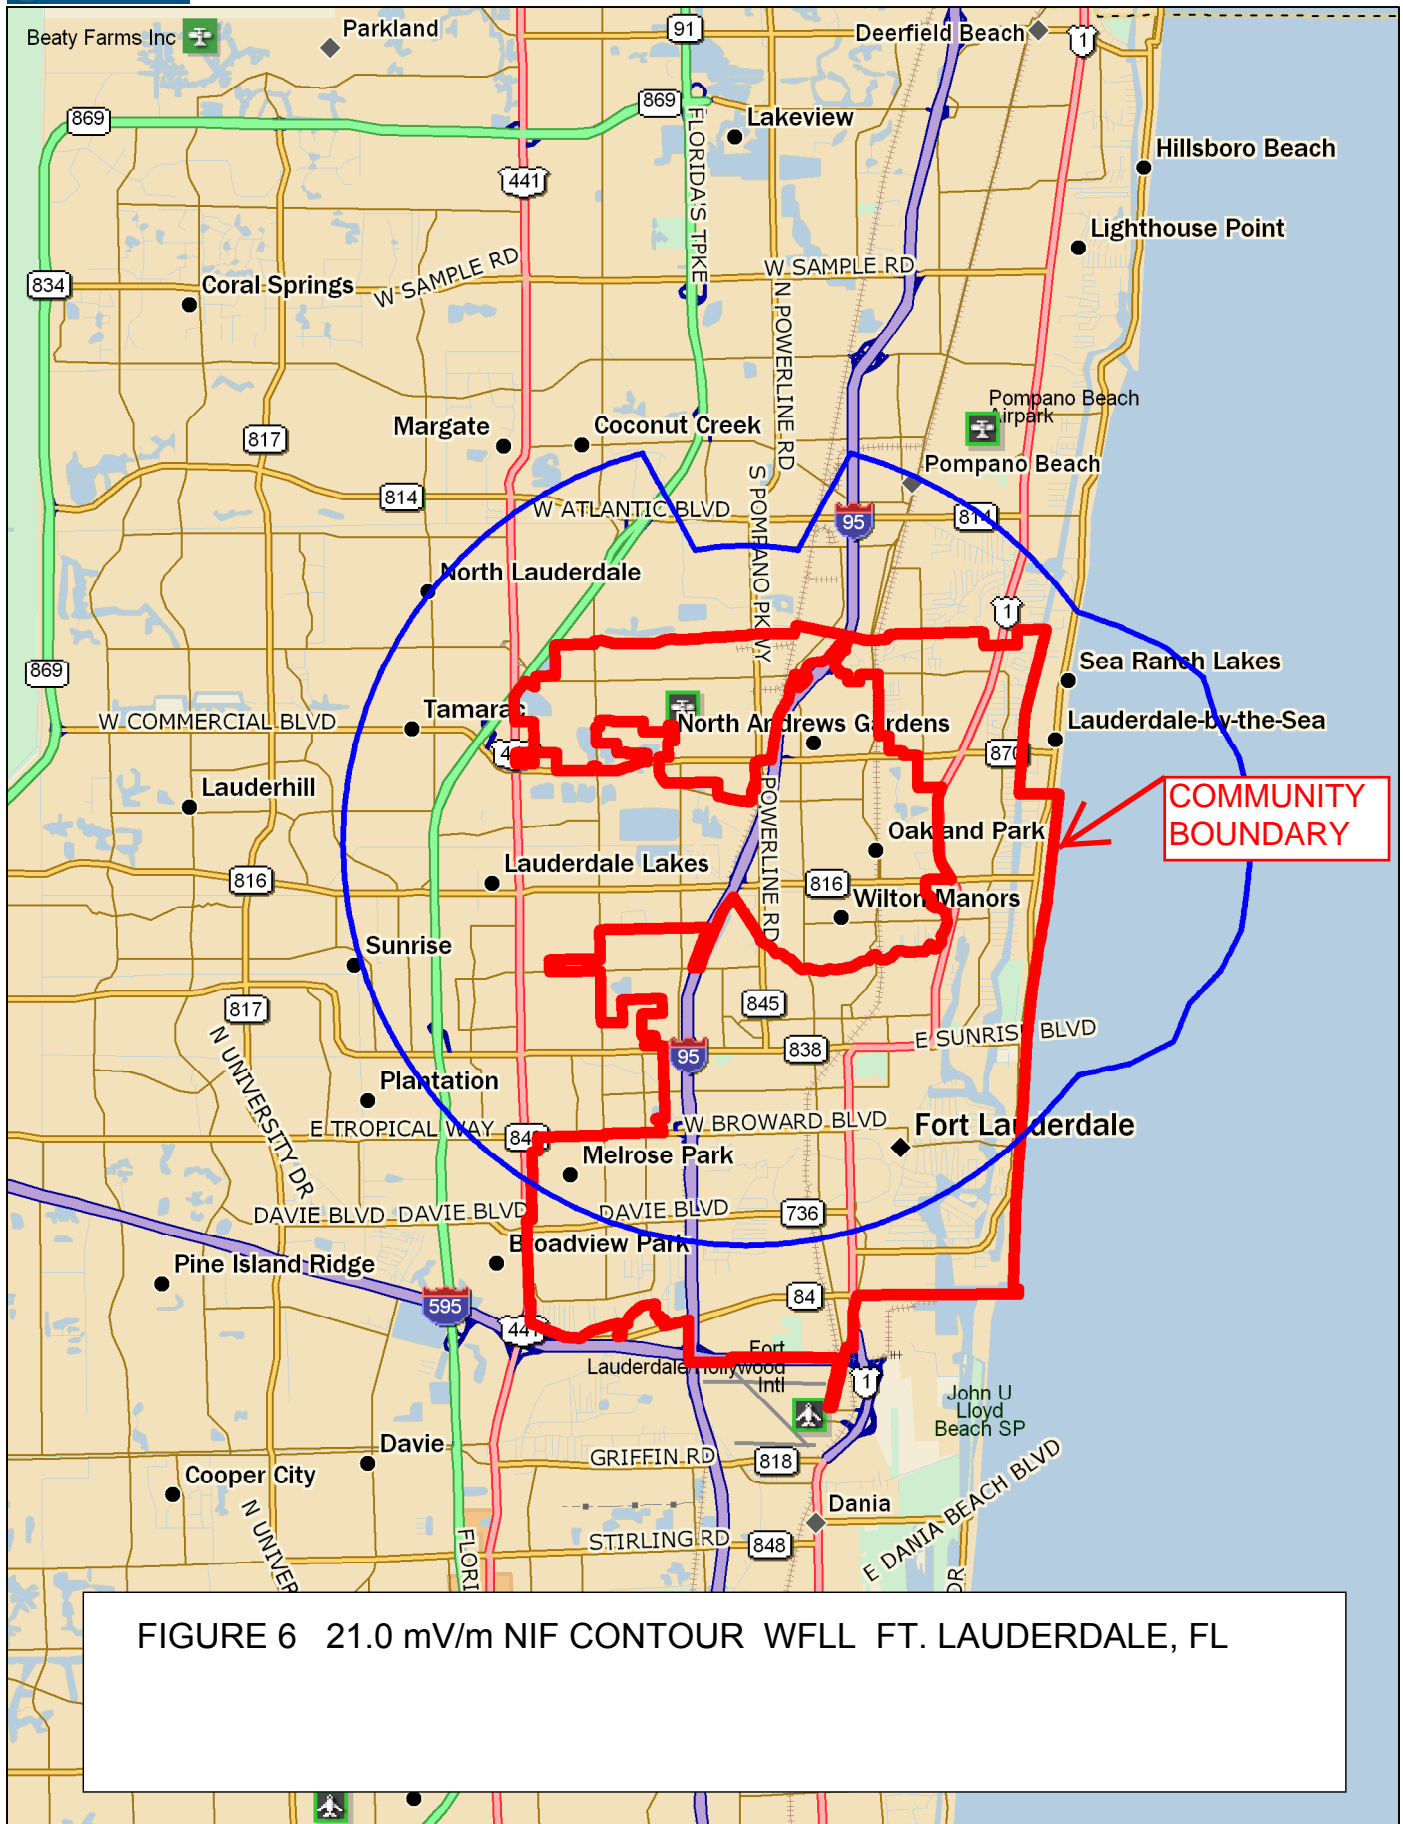 Beaty Farms Inc
Parkland
91
Deerfield Beach
1
869
869
Lakeview
FLORIDA'S TPKE
Hillsboro Beach
441
Lighthouse Point
W SAMPLE RD
W SAMPLE RD
834
Coral Springs
N POWERLINE RD
Pompano Beach
Airpark
817
Margate
Coconut Creek
Pompano Beach
814
W ATLANTIC BLVD
S POMPANO PKWY
95
814
North Lauderdale
1
869
Sea Ranch Lakes
W COMMERCIAL BLVD
Tamarac
North Andrews Gardens
Lauderdale-by-the-Sea
870
Lauderhill
POWERLINE RD
COMMUNITY
BOUNDARY
Oakland Park
816
Lauderdale Lakes
816
Wilton Manors
Sunrise
817
845
N UNIVERSITY DR
95
838
E SUNRISE BLVD
Plantation
E TROPICAL WAY
W BROWARD BLVD
Fort Lauderdale
Melrose Park
DAVIE BLVD
DAVIE BLVD
DAVIE BLVD
736
Broadview Park
Pine Island Ridge
595
84
441
Fort
Lauderdale/Hollywood
Intl
1
John U
Lloyd
Beach SP
Davie
GRIFFIN RD
818
Cooper City
N UNIVER
FLORI
Dania
E DANIA BEACH BLVD
STIRLING RD
848
DR
FIGURE 6 21.0 mV/m NIF CONTOUR WFLL FT. LAUDERDALE, FL